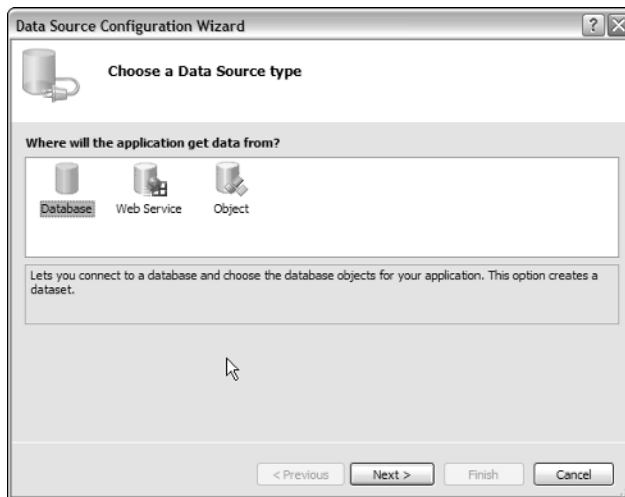 Data Source Configuration Wizard
Choose a Data Source type
Where will the application get data from?
Database Web Service Object
Lets you connect to a database and choose the database objects for your application. This option creates a
dataset.
< Previous Next > Finish Cancel